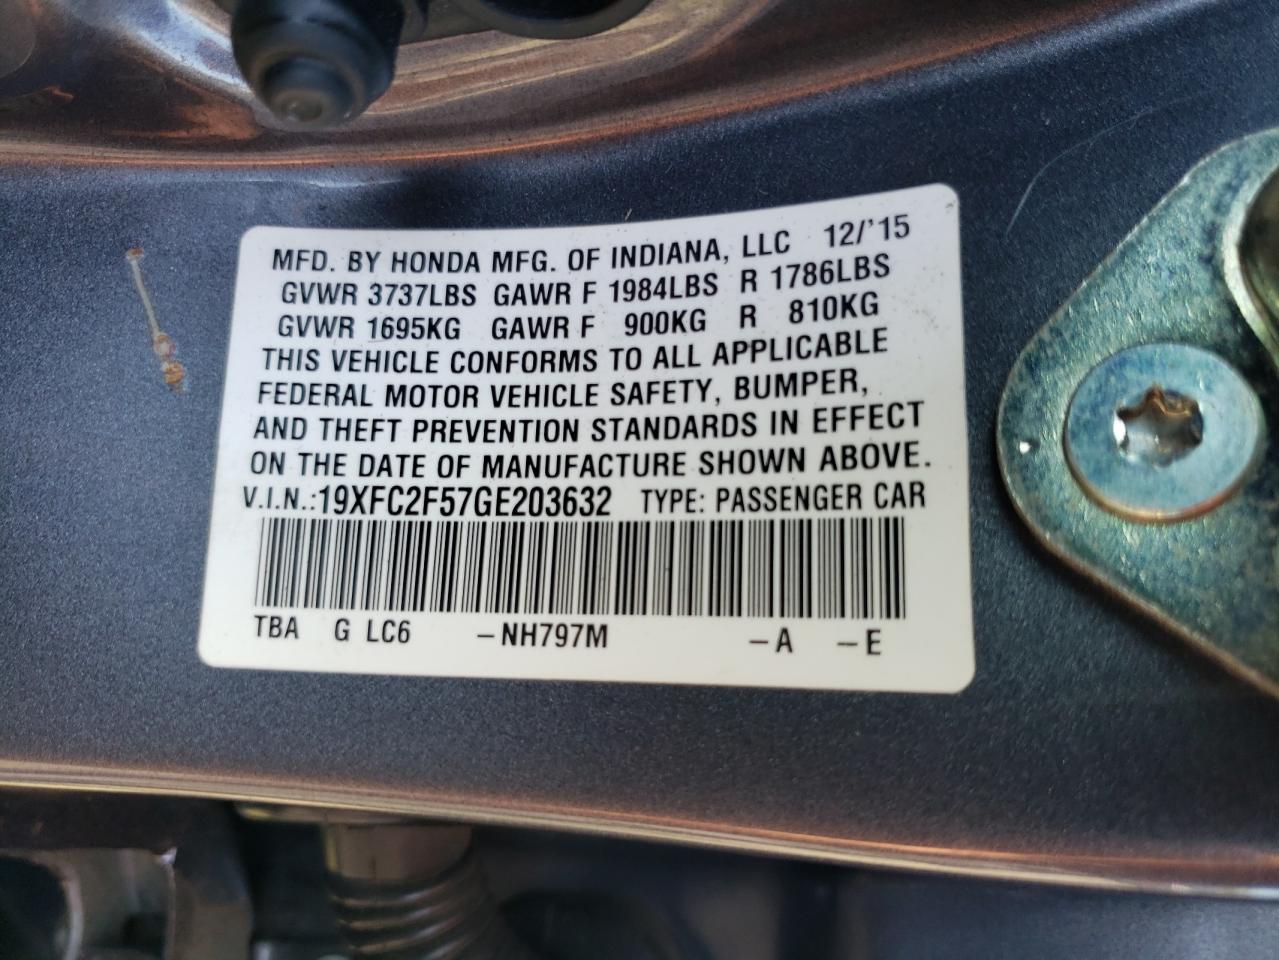 MFD. BY HONDA MFG. OF INDIANA, LLC 12/'15
GVWR 3737LBS GAWR F 1984LBS R 1786LBS
GVWR 1695KG GAWR F 900KG R 810KG
THIS VEHICLE CONFORMS TO ALL APPLICABLE
FEDERAL MOTOR VEHICLE SAFETY, BUMPER,
AND THEFT PREVENTION STANDARDS IN EFFECT
ON THE DATE OF MANUFACTURE SHOWN ABOVE.
V.I.N.:19XFC2F57GE203632 TYPE: PASSENGER CAR
TBA G LC6 –NH797M –A –E